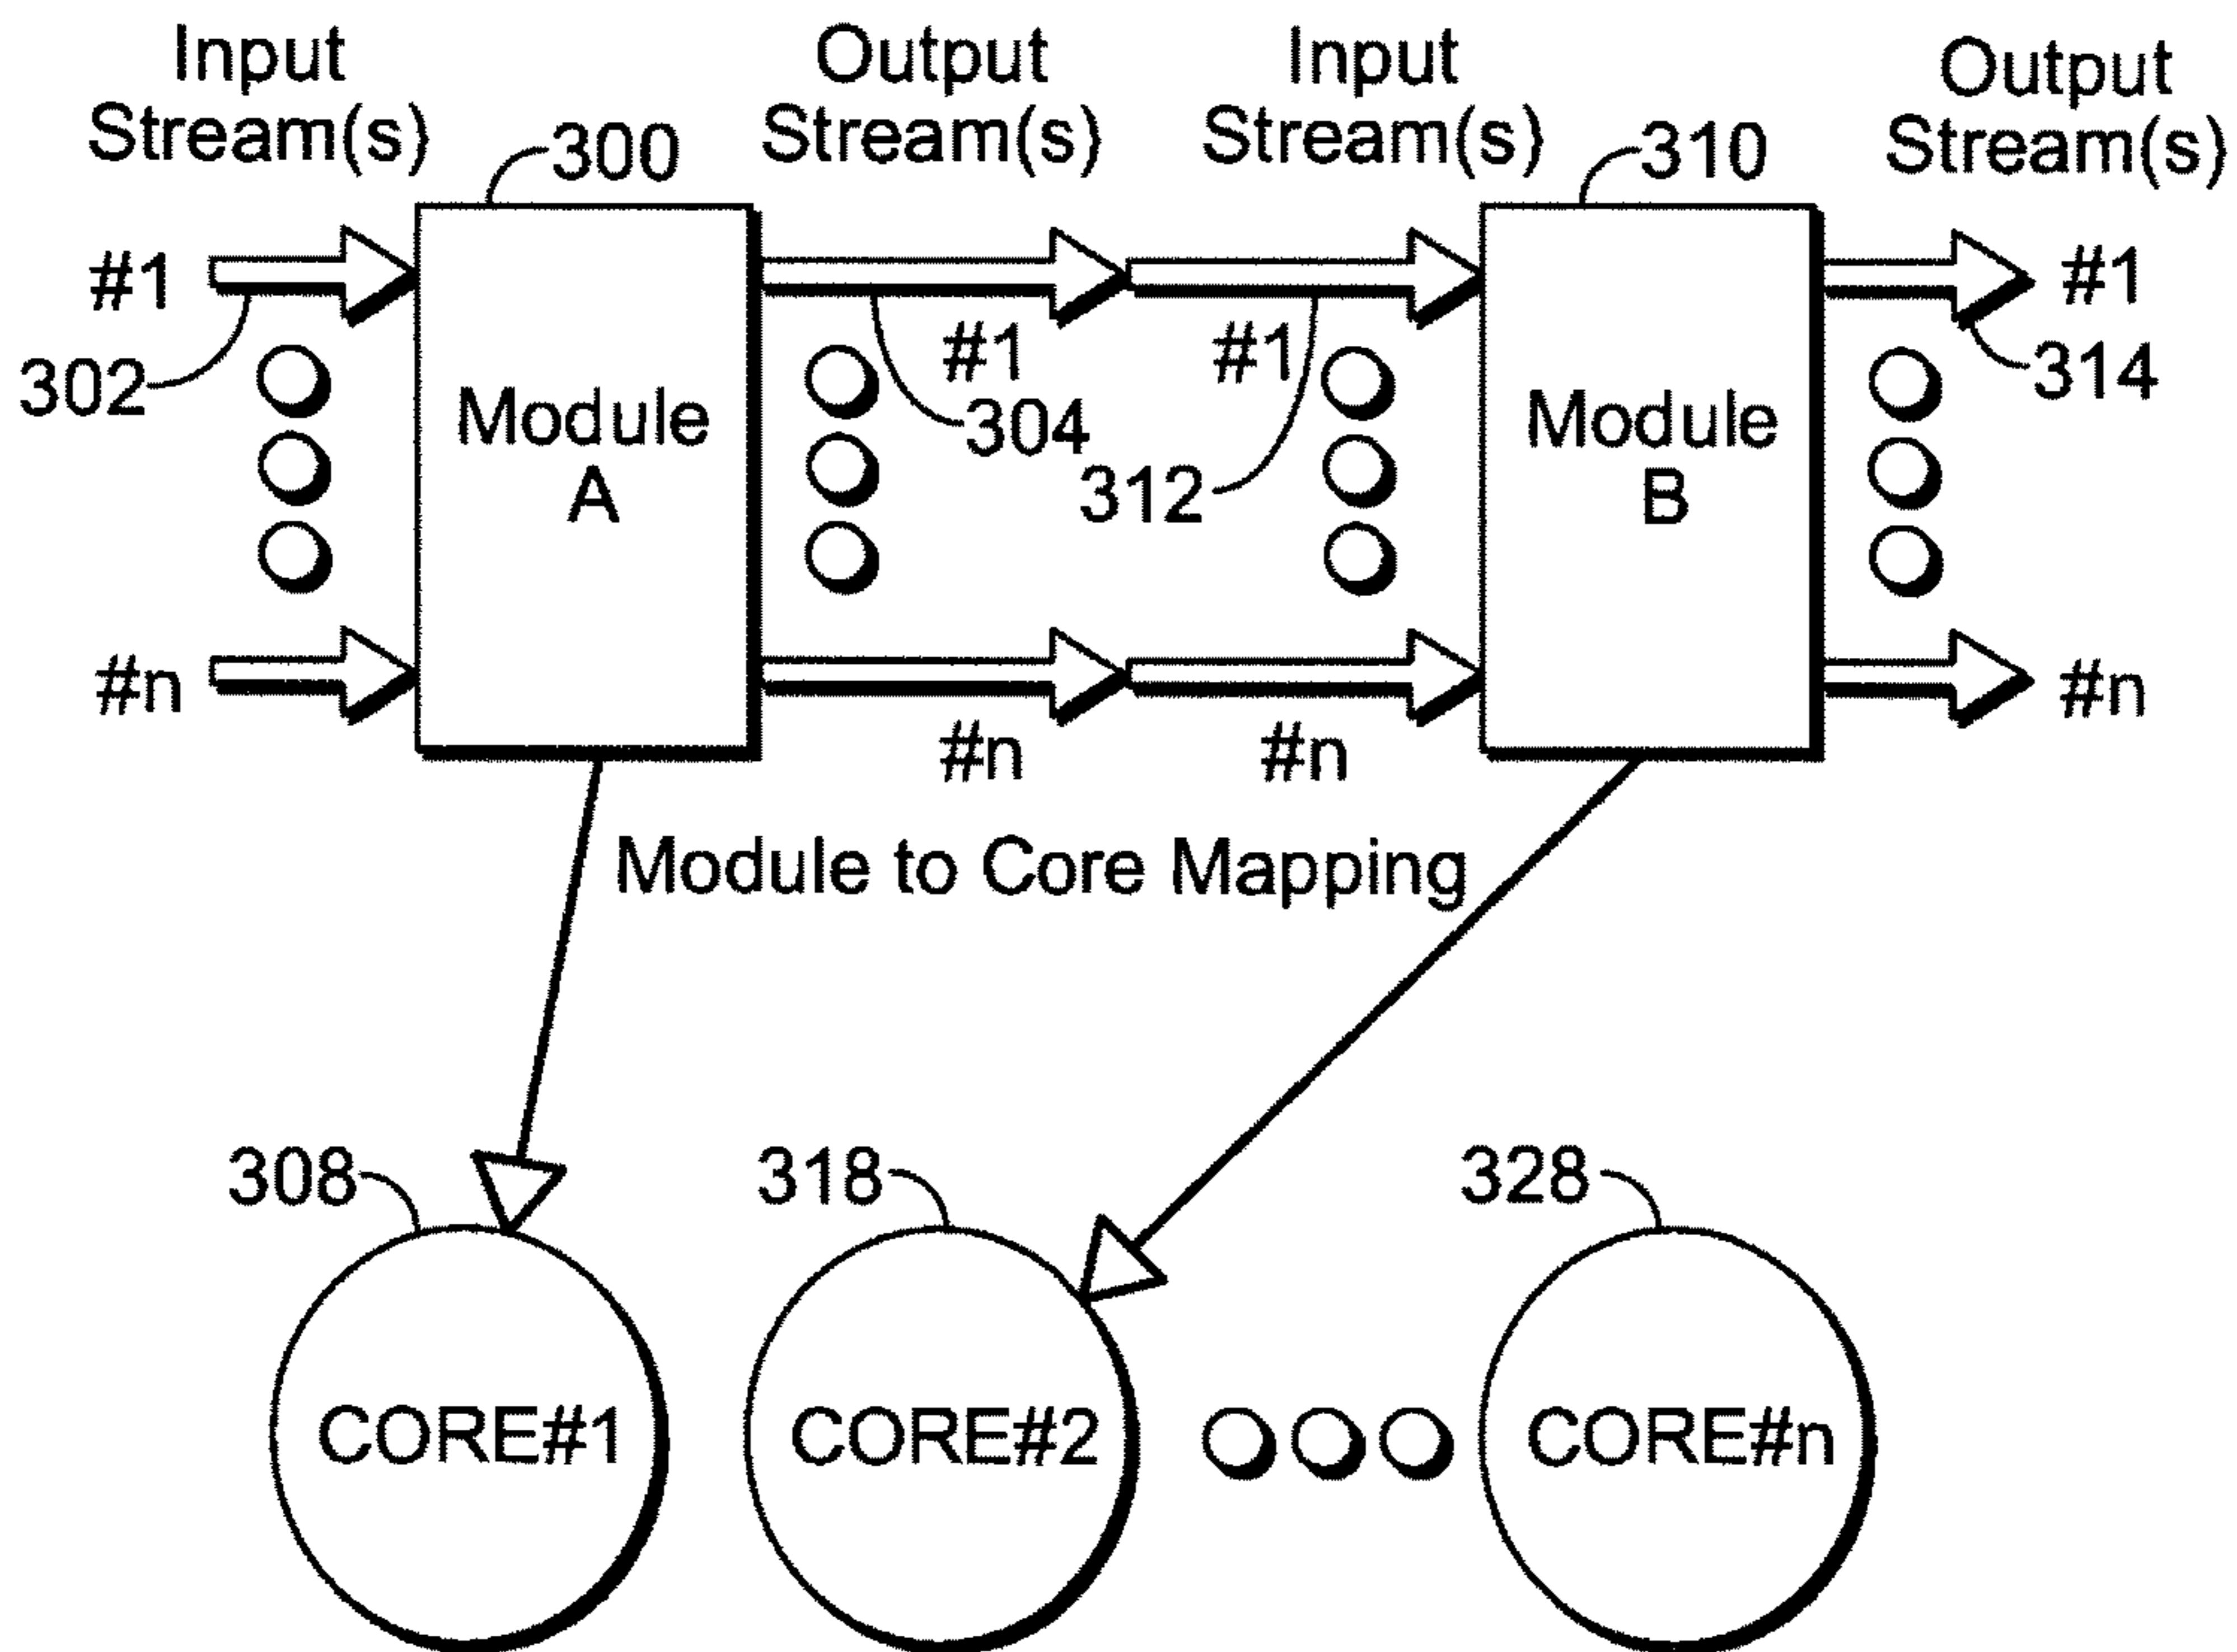 Input
Stream(s)
Output
Stream(s)
Input
Stream(s)
Output
Stream(s)
300
310
#1
#1
302
#1
#1
314
304
312
Module
A
Module
B
#n
#n
#n
#n
Module to Core Mapping
308
318
328
CORE#1
CORE#2
CORE#n